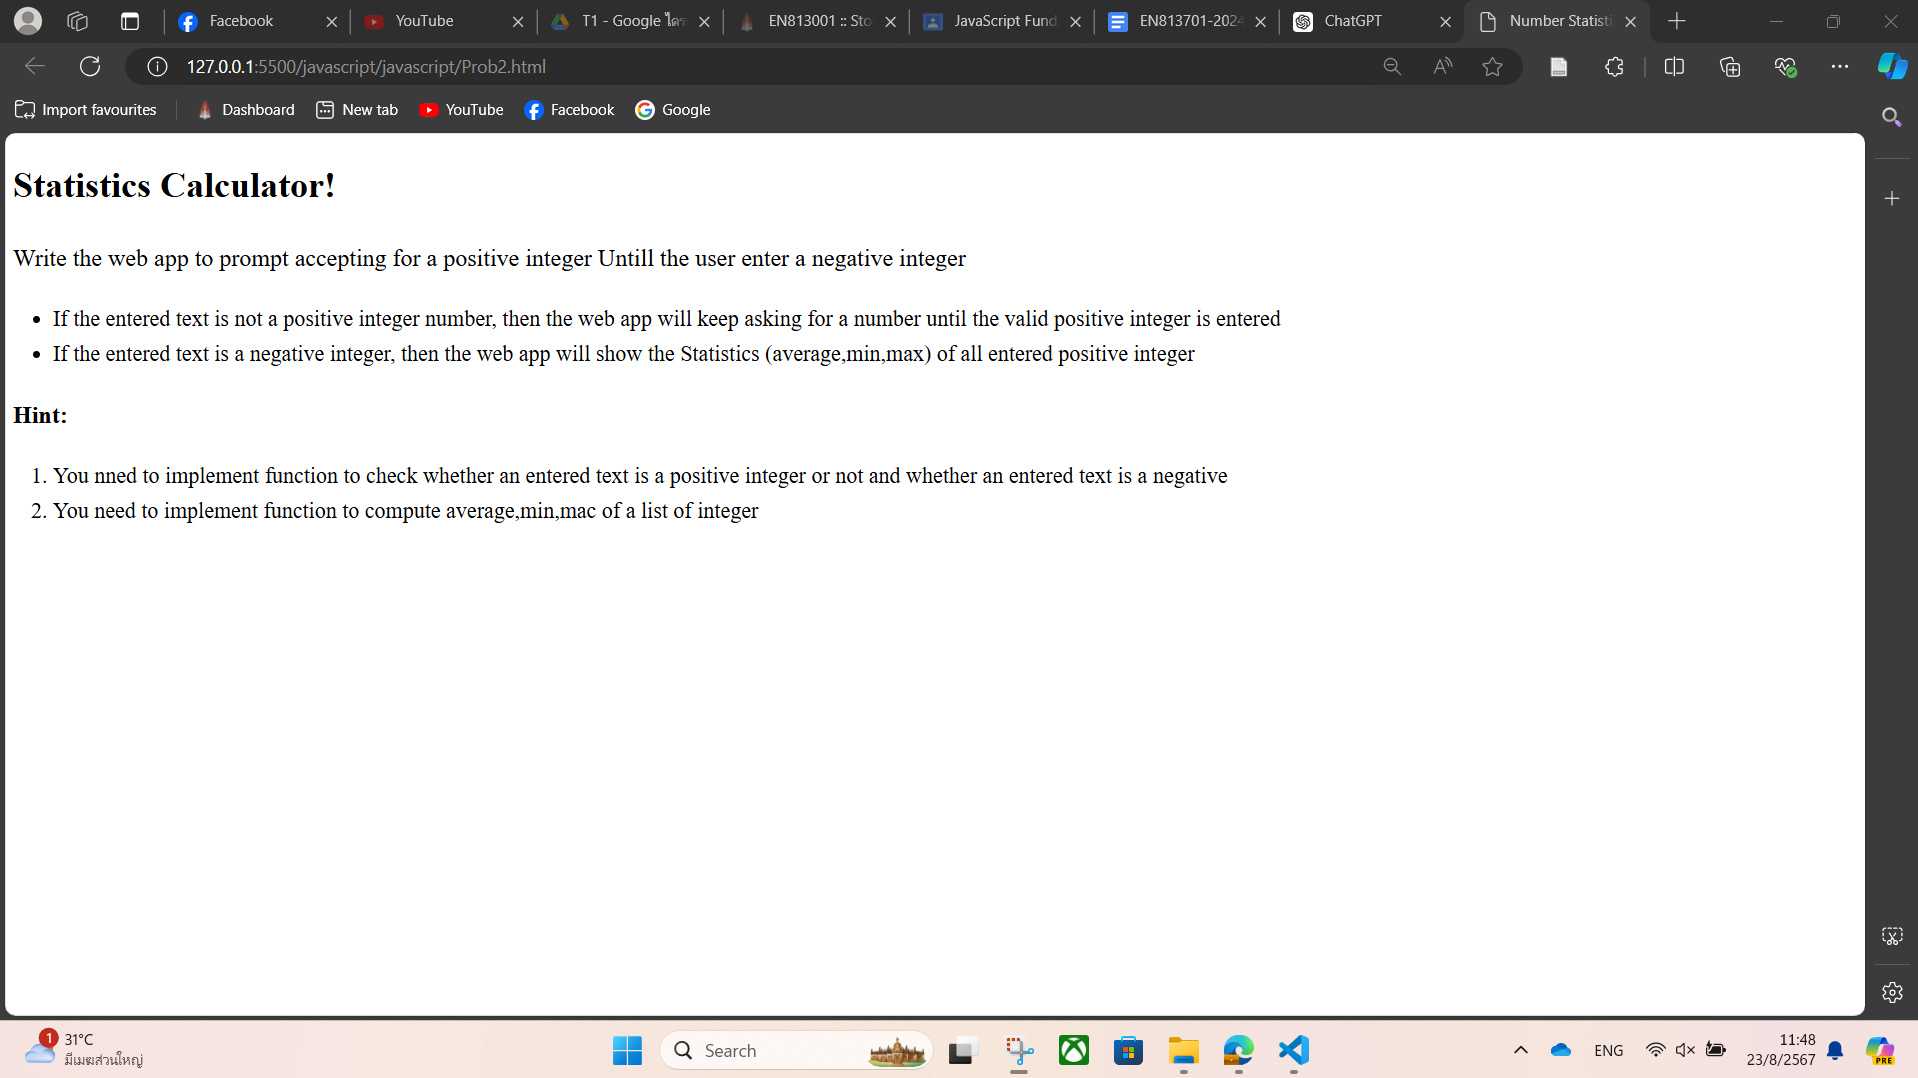 Facebook
YouTube
T1 - Google ไดร
EN813001 :: Sto
JavaScript Fund
EN813701-2024
ChatGPT
Number Statisti
127.0.0.1:5500/javascript/javascript/Prob2.html
Import favourites
Dashboard
New tab
YouTube
Facebook
Google
Statistics Calculator!
Write the web app to prompt accepting for a positive integer Untill the user enter a negative integer
• If the entered text is not a positive integer number, then the web app will keep asking for a number until the valid positive integer is entered
• If the entered text is a negative integer, then the web app will show the Statistics (average,min,max) of all entered positive integer
Hint:
1. You nned to implement function to check whether an entered text is a positive integer or not and whether an entered text is a negative
2. You need to implement function to compute average,min,mac of a list of integer
1
31°C
มีเมฆส่วนใหญ่
Search
ENG
11:48
23/8/2567
PRE